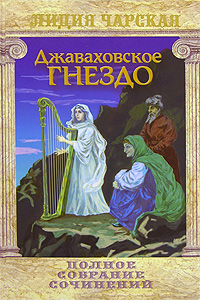 ЛИДИЯ ЧАРСКАЯ
Джаваховское
ГНЕЗДО
ПОЛНОЕ
СОБРАНИЕ
СОЧИНЕНИЙ